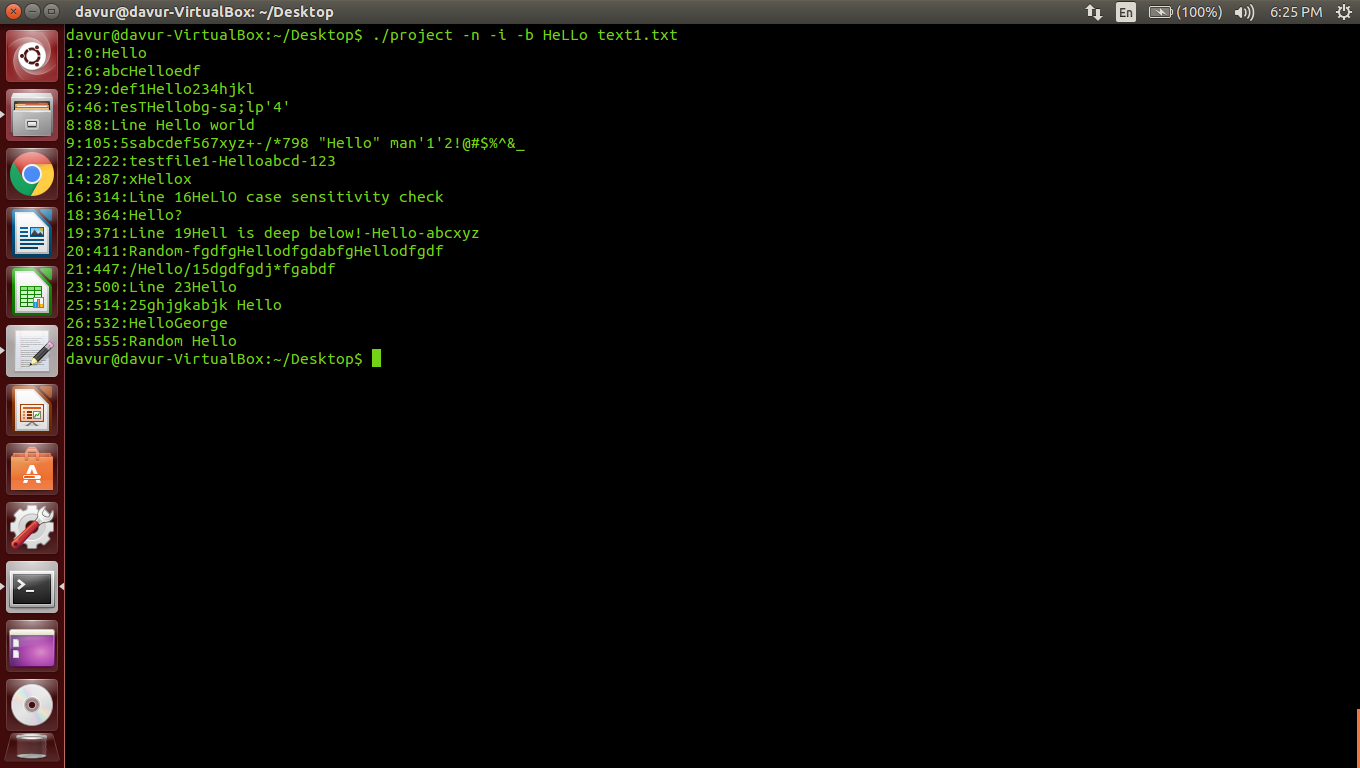 davur@davur-VirtualBox: ~/Desktop En (100%) 6:25 PM
davur@davur-VirtualBox:~/Desktop$ ./project -n -i -b HeLLo text1.txt
1:0:Hello
2:6:abcHelloedf
5:29:def1Hello234hjkl
6:46:TesTHellobg-sa;lp'4'
8:88:Line Hello world
9:105:5sabcdef567xyz+-/*798 "Hello" man'1'2!@#$%^&_
12:222:testfile1-Helloabcd-123
14:287:xHellox
16:314:Line 16HeLlO case sensitivity check
18:364:Hello?
19:371:Line 19Hell is deep below!-Hello-abcxyz
20:411:Random-fgdfgHellodfgdabfgHellodfgdf
21:447:/Hello/15dgdfgdj*fgabdf
23:500:Line 23Hello
25:514:25ghjgkabjk Hello
26:532:HelloGeorge
28:555:Random Hello
davur@davur-VirtualBox:~/Desktop$